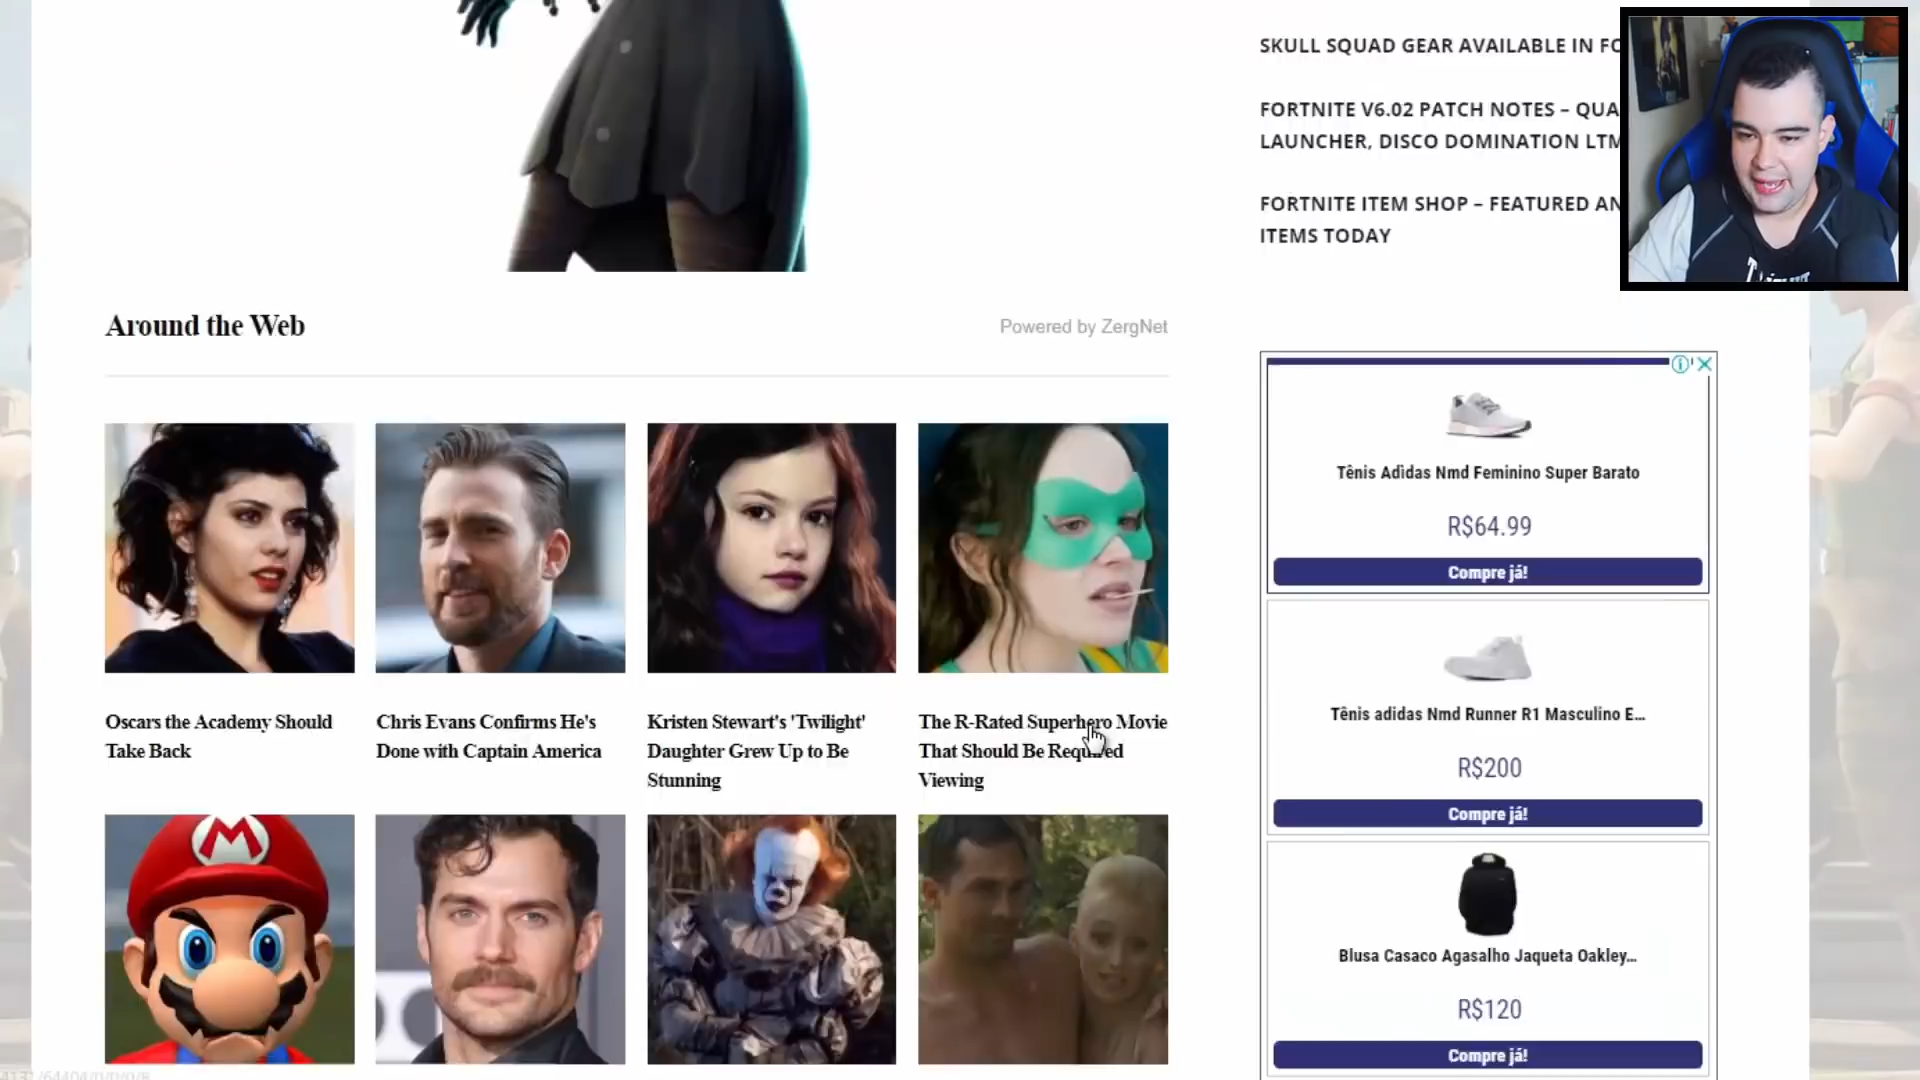 SKULL SQUAD GEAR AVAILABLE IN FO
FORTNITE V6.02 PATCH NOTES – QUA
LAUNCHER, DISCO DOMINATION LTM
FORTNITE ITEM SHOP – FEATURED AN
ITEMS TODAY
Around the Web
Powered by ZergNet
Oscars the Academy Should
Take Back
Chris Evans Confirms He's
Done with Captain America
Kristen Stewart's 'Twilight'
Daughter Grew Up to Be
Stunning
The R-Rated Superhero Movie
That Should Be Required
Viewing
M
Tênis Adidas Nmd Feminino Super Barato
R$64.99
Compre já!
Tênis adidas Nmd Runner R1 Masculino E...
R$200
Compre já!
Blusa Casaco Agasalho Jaqueta Oakley...
R$120
Compre já!